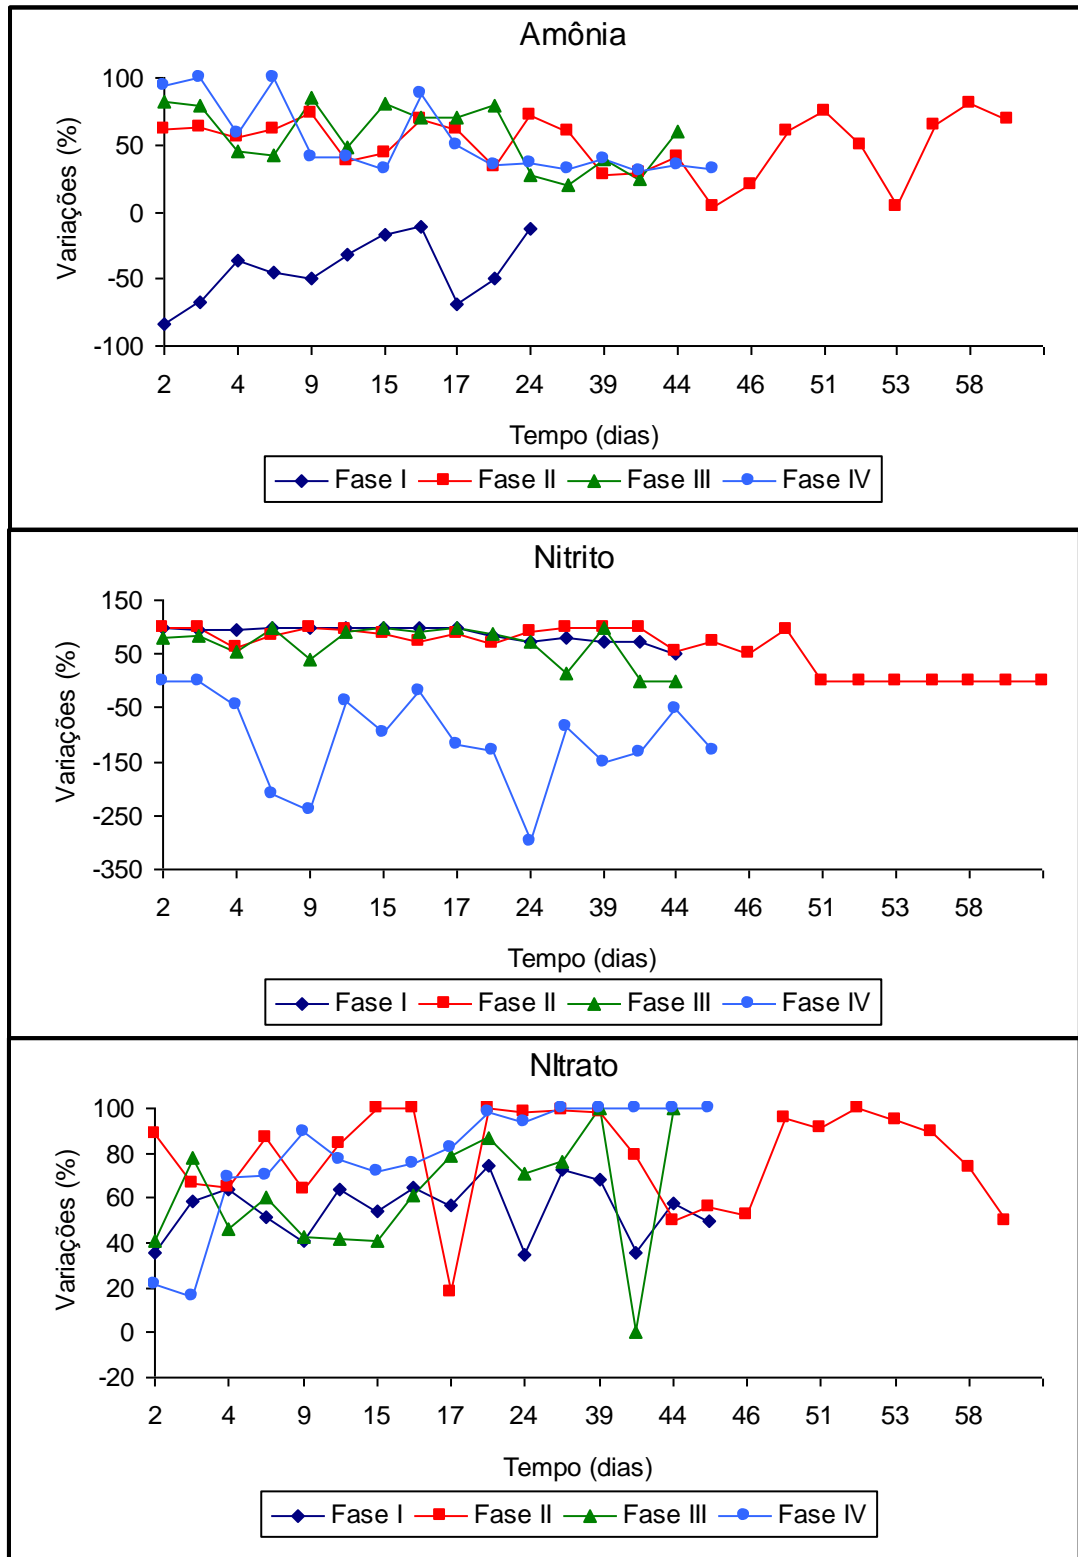 Amônia
100
50
0
-50
-100
Variações (%)
2 4 9 15 17 24 39 44 46 51 53 58
Tempo (dias)
Fase I Fase II Fase III Fase IV
Nitrito
150
50
-50
-150
-250
-350
Variações (%)
2 4 9 15 17 24 39 44 46 51 53 58
Tempo (dias)
Fase I Fase II Fase III Fase IV
NItrato
100
80
60
40
20
0
-20
Variações (%)
2 4 9 15 17 24 39 44 46 51 53 58
Tempo (dias)
Fase I Fase II Fase III Fase IV